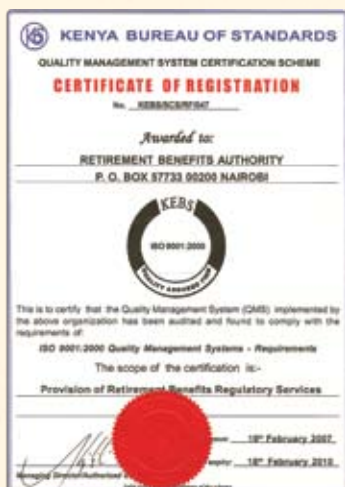 KENYA BUREAU OF STANDARDS
QUALITY MANAGEMENT SYSTEM CERTIFICATION SCHEME
CERTIFICATE OF REGISTRATION
No.
Awarded to:
RETIREMENT BENEFITS AUTHORITY
P. O. BOX 57733 00200 NAIROBI
KEBS
ISO 9001:2000
QUALITY ASSURED FIRM
This is to certify that the Quality Management System (QMS) implemented by
the above organization has been audited and found to comply with the
requirements of:
ISO 9001:2000 Quality Management Systems - Requirements
The scope of the certification is:-
Provision of Retirement Benefits Regulatory Services
19th February 2007
18th February 2010